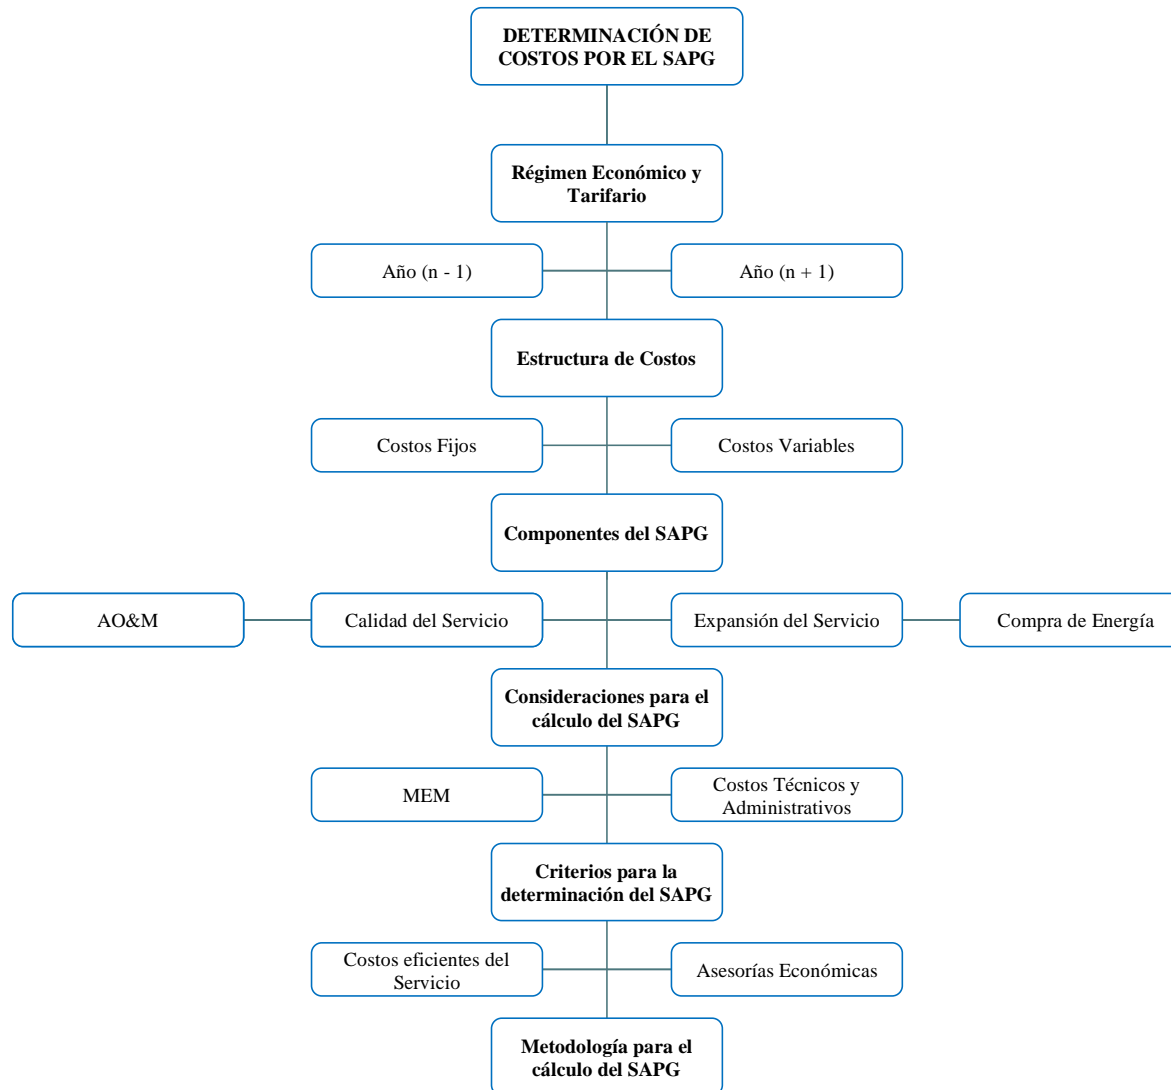 DETERMINACIÓN DE
COSTOS POR EL SAPG
Régimen Económico y
Tarifario
Año (n - 1)
Año (n + 1)
Estructura de Costos
Costos Fijos
Costos Variables
Componentes del SAPG
AO&M
Calidad del Servicio
Expansión del Servicio
Compra de Energía
Consideraciones para el
cálculo del SAPG
MEM
Costos Técnicos y
Administrativos
Criterios para la
determinación del SAPG
Costos eficientes del
Servicio
Asesorías Económicas
Metodología para el
cálculo del SAPG